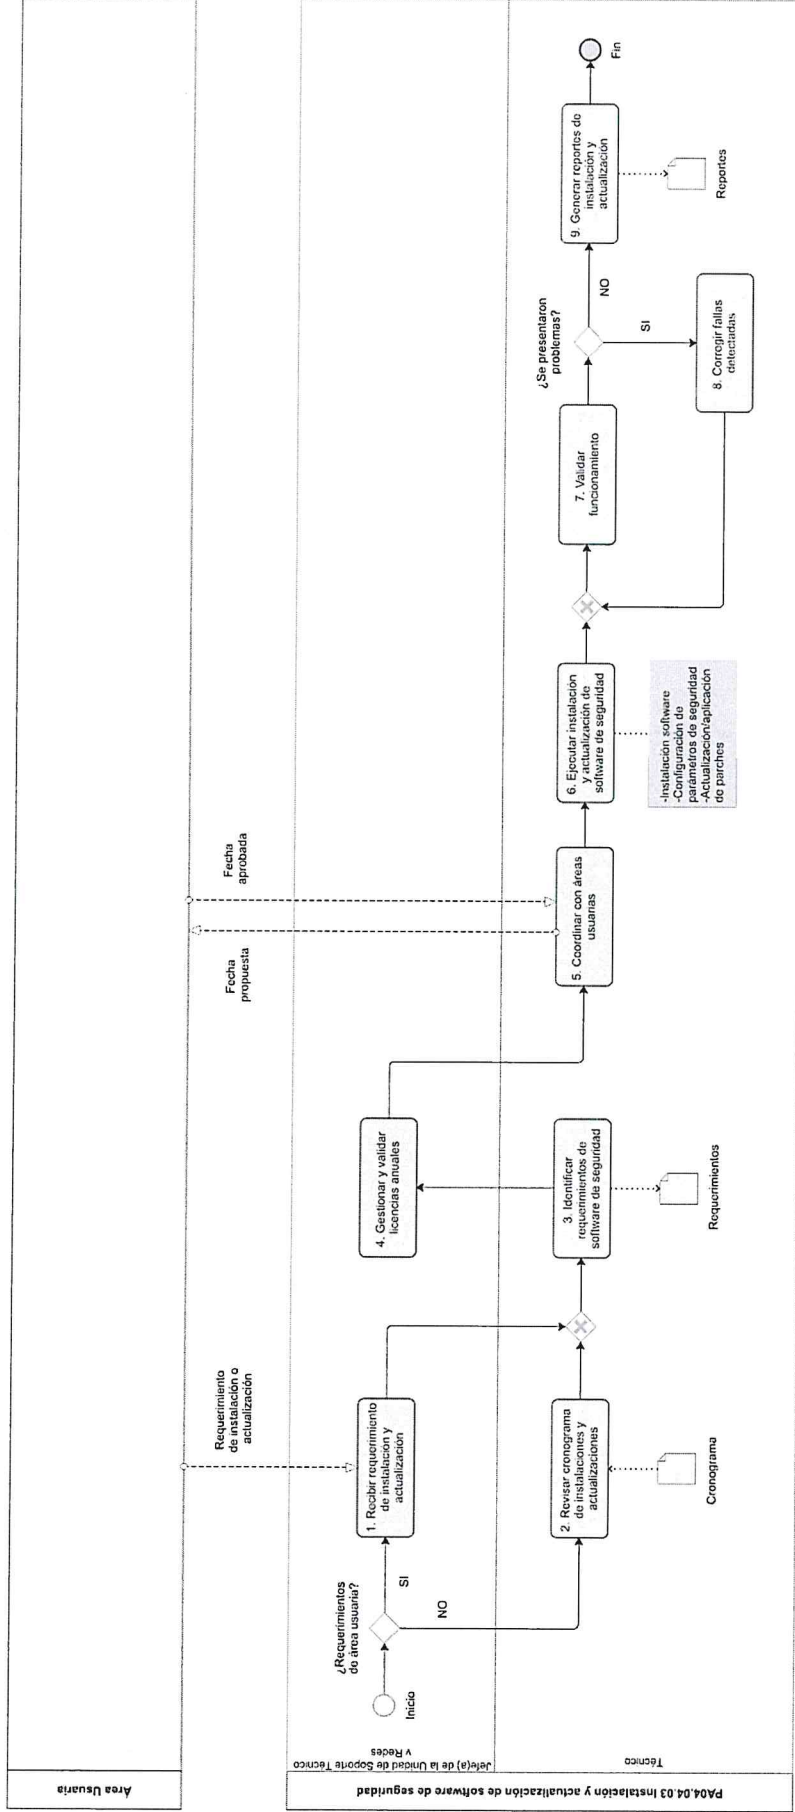 Área Usuaria
PA04.04.03 Instalación y actualización de software de seguridad
Jefe(a) de la Unidad de Soporte Técnico
y Redes
Técnico
Inicio
¿Requerimientos
de área usuaria?
SI
NO
Requerimiento
de instalación o
actualización
1. Recibir requerimiento
de instalación y
actualización
2. Revisar cronograma
de instalaciones y
actualizaciones
Cronograma
3. Identificar
requerimientos de
software de seguridad
Requerimientos
4. Gestionar y validar
licencias anuales
Fecha
propuesta
Fecha
aprobada
5. Coordinar con áreas
usuarias
6. Ejecutar instalación
y actualización de
software de seguridad
-Instalación software
-Configuración de
parámetros de seguridad
-Actualización/aplicación
de parches
7. Validar
funcionamiento
¿Se presentaron
problemas?
NO
SI
8. Corregir fallas
detectadas
9. Generar reportes de
instalación y
actualización
Reportes
Fin